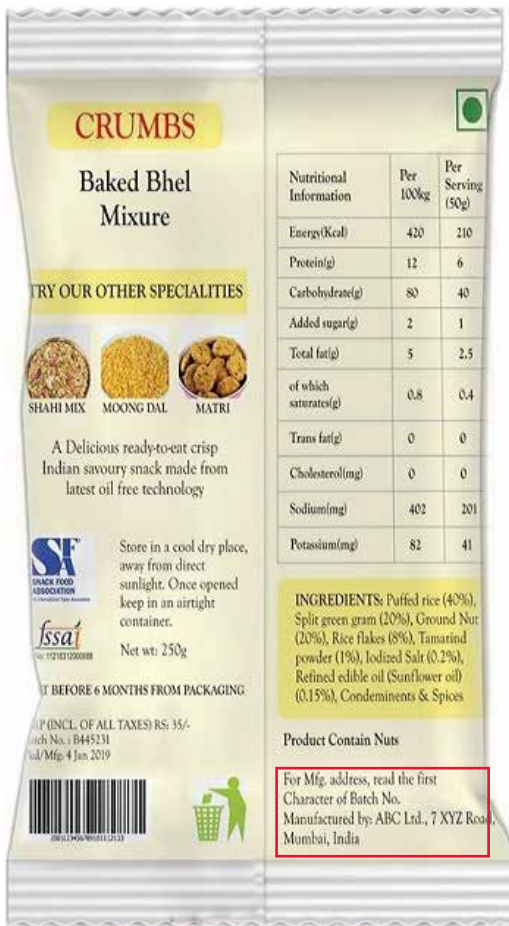 CRUMBS
Baked Bhel
Mixure
TRY OUR OTHER SPECIALITIES
SHAHI MIX MOONG DAL MATRI
A Delicious ready-to-eat crisp
Indian savoury snack made from
latest oil free technology
SFA
SNACK FOOD
ASSOCIATION
Store in a cool dry place,
away from direct
sunlight. Once opened
keep in an airtight
container.
fssai
Net wt: 250g
BEFORE 6 MONTHS FROM PACKAGING
(INCL. OF ALL TAXES) RS: 35/-
No. : B445231
Mfg. 4 Jan 2019
Nutritional Information Per 100kg Per Serving (50g)
Energy(Kcal) 420 210
Protein(g) 12 6
Carbohydrate(g) 80 40
Added sugar(g) 2 1
Total fat(g) 5 2.5
of which saturates(g) 0.8 0.4
Trans fat(g) 0 0
Cholesterol(mg) 0 0
Sodium(mg) 402 201
Potassium(mg) 82 41
INGREDIENTS: Puffed rice (40%),
Split green gram (20%), Ground Nut
(20%), Rice flakes (8%), Tamarind
powder (1%), Iodized Salt (0.2%),
Refined edible oil (Sunflower oil)
(0.15%), Condeminents & Spices
Product Contain Nuts
For Mfg. address, read the first
Character of Batch No.
Manufactured by: ABC Ltd., 7 XYZ Road,
Mumbai, India